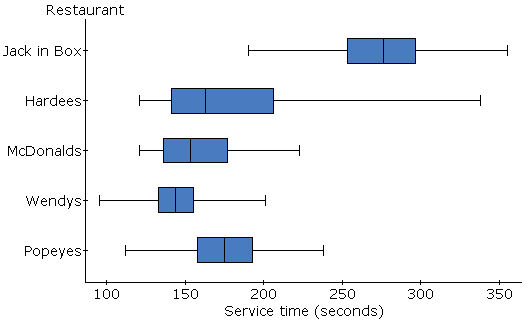 Restaurant
Jack in Box
Hardees
McDonalds
Wendys
Popeyes
100 150 200 250 300 350
Service time (seconds)